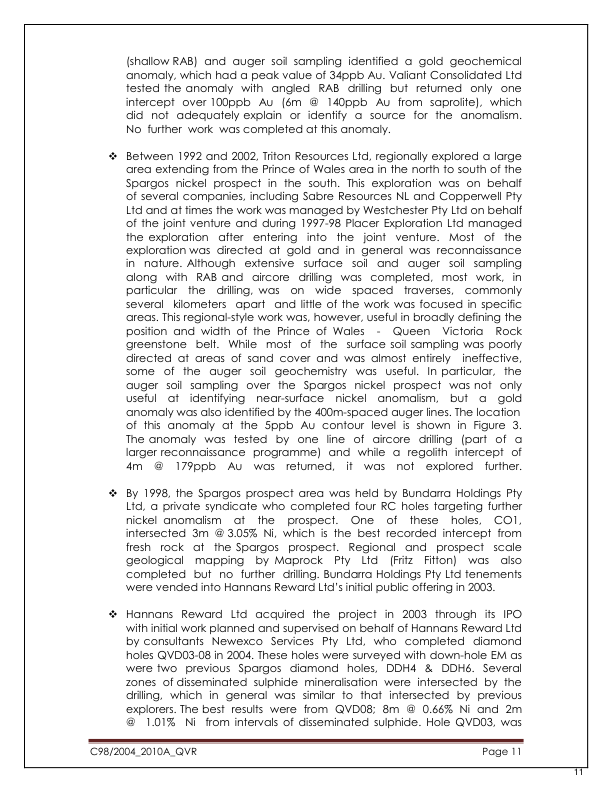 (shallow RAB) and auger soil sampling identified a gold geochemical
anomaly, which had a peak value of 34ppb Au. Valiant Consolidated Ltd
tested the anomaly with angled RAB drilling but returned only one
intercept over 100ppb Au (6m @ 140ppb Au from saprolite), which
did not adequately explain or identify a source for the anomalism.
No further work was completed at this anomaly.
❖ Between 1992 and 2002, Triton Resources Ltd, regionally explored a large
area extending from the Prince of Wales area in the north to south of the
Spargos nickel prospect in the south. This exploration was on behalf
of several companies, including Sabre Resources NL and Copperwell Pty
Ltd and at times the work was managed by Westchester Pty Ltd on behalf
of the joint venture and during 1997-98 Placer Exploration Ltd managed
the exploration after entering into the joint venture. Most of the
exploration was directed at gold and in general was reconnaissance
in nature. Although extensive surface soil and auger soil sampling
along with RAB and aircore drilling was completed, most work, in
particular the drilling, was on wide spaced traverses, commonly
several kilometers apart and little of the work was focused in specific
areas. This regional-style work was, however, useful in broadly defining the
position and width of the Prince of Wales - Queen Victoria Rock
greenstone belt. While most of the surface soil sampling was poorly
directed at areas of sand cover and was almost entirely ineffective,
some of the auger soil geochemistry was useful. In particular, the
auger soil sampling over the Spargos nickel prospect was not only
useful at identifying near-surface nickel anomalism, but a gold
anomaly was also identified by the 400m-spaced auger lines. The location
of this anomaly at the 5ppb Au contour level is shown in Figure 3.
The anomaly was tested by one line of aircore drilling (part of a
larger reconnaissance programme) and while a regolith intercept of
4m @ 179ppb Au was returned, it was not explored further.
❖ By 1998, the Spargos prospect area was held by Bundarra Holdings Pty
Ltd, a private syndicate who completed four RC holes targeting further
nickel anomalism at the prospect. One of these holes, CO1,
intersected 3m @ 3.05% Ni, which is the best recorded intercept from
fresh rock at the Spargos prospect. Regional and prospect scale
geological mapping by Maprock Pty Ltd (Fritz Fitton) was also
completed but no further drilling. Bundarra Holdings Pty Ltd tenements
were vended into Hannans Reward Ltd's initial public offering in 2003.
❖ Hannans Reward Ltd acquired the project in 2003 through its IPO
with initial work planned and supervised on behalf of Hannans Reward Ltd
by consultants Newexco Services Pty Ltd, who completed diamond
holes QVD03-08 in 2004. These holes were surveyed with down-hole EM as
were two previous Spargos diamond holes, DDH4 & DDH6. Several
zones of disseminated sulphide mineralisation were intersected by the
drilling, which in general was similar to that intersected by previous
explorers. The best results were from QVD08; 8m @ 0.66% Ni and 2m
@ 1.01% Ni from intervals of disseminated sulphide. Hole QVD03, was
C98/2004_2010A_QVR Page 11
11